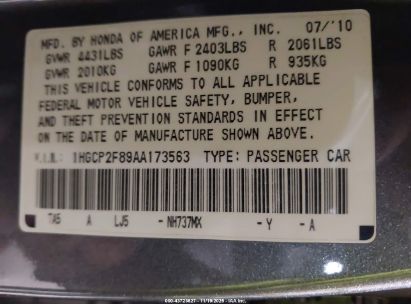 MFD. BY HONDA OF AMERICA MFG., INC. 07/'10
GVWR 4431LBS GAWR F 2403LBS R 2061LBS
GVWR 2010KG GAWR F 1090KG R 935KG
THIS VEHICLE CONFORMS TO ALL APPLICABLE
FEDERAL MOTOR VEHICLE SAFETY, BUMPER,
AND THEFT PREVENTION STANDARDS IN EFFECT
ON THE DATE OF MANUFACTURE SHOWN ABOVE.
V.I.N.: 1HGCP2F89AA173563 TYPE: PASSENGER CAR
TA5 A LJ5 -NH737MX -Y -A